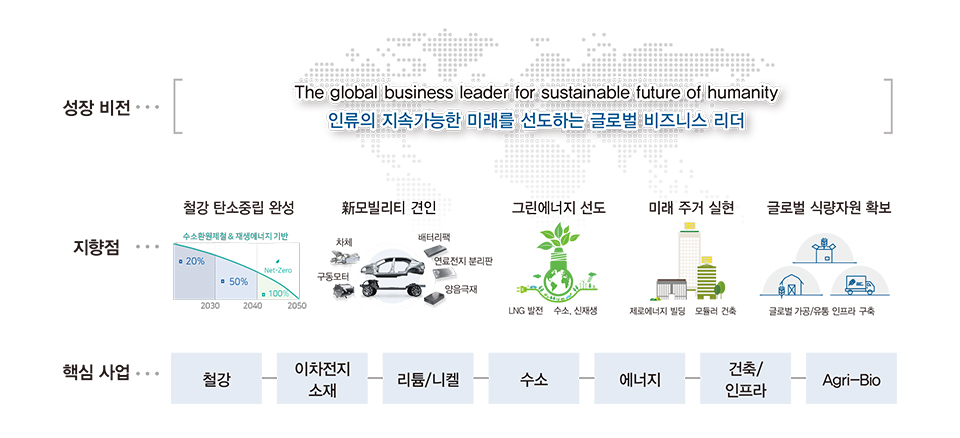 성장 비전
The global business leader for sustainable future of humanity
인류의 지속가능한 미래를 선도하는 글로벌 비즈니스 리더
지향점
철강 탄소중립 완성
수소환원제철 & 재생에너지 기반
20%
50%
Net-Zero
100%
2030
2040
2050
新모빌리티 견인
차체
배터리팩
연료전지 분리판
구동모터
양음극재
그린에너지 선도
LNG 발전
수소, 신재생
미래 주거 실현
제로에너지 빌딩
모듈러 건축
글로벌 식량자원 확보
글로벌 가공/유통 인프라 구축
핵심 사업
철강
이차전지
소재
리튬/니켈
수소
에너지
건축/
인프라
Agri-Bio